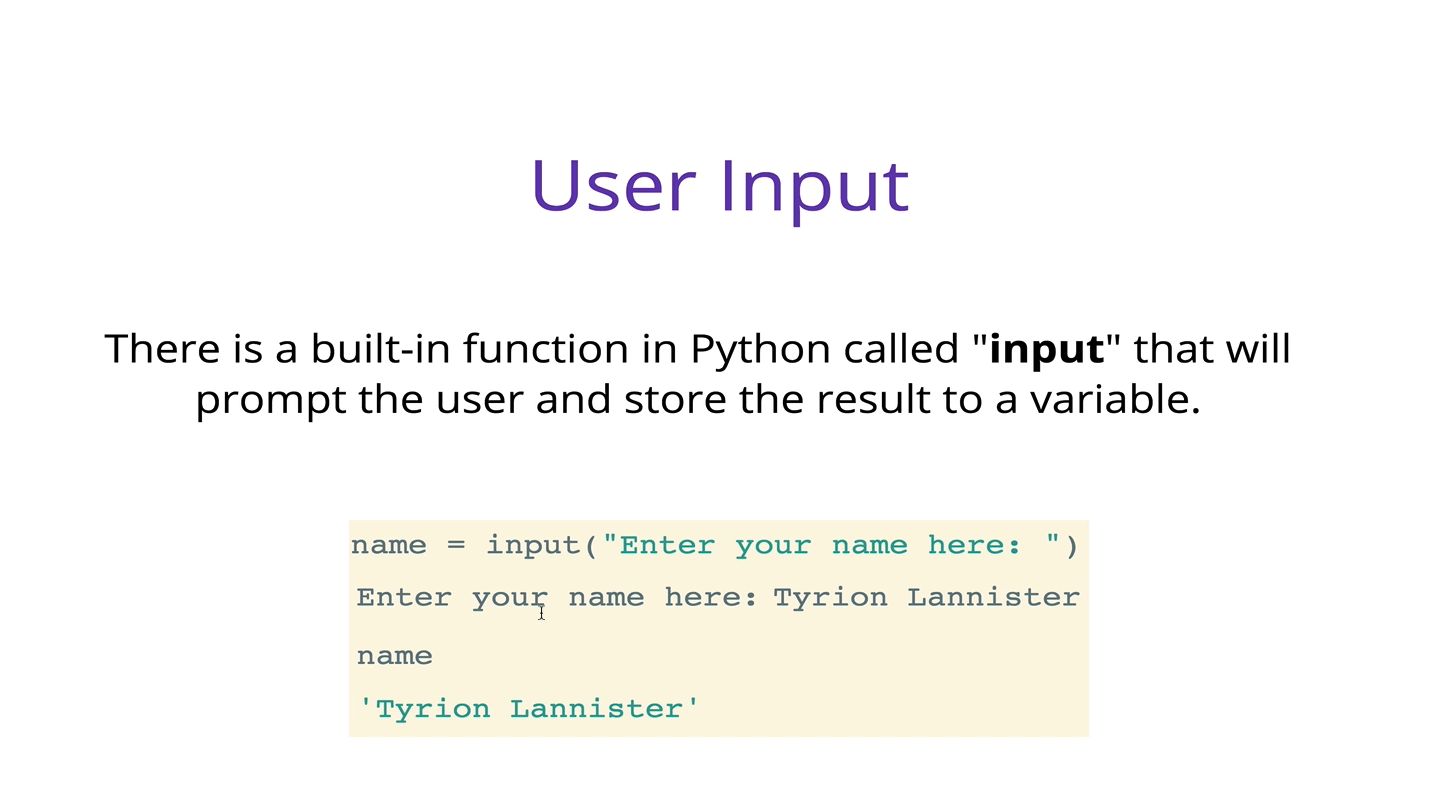 User Input
There is a built-in function in Python called "input" that will
prompt the user and store the result to a variable.
name = input("Enter your name here: ")
Enter your name here: Tyrion Lannister
name
'Tyrion Lannister'